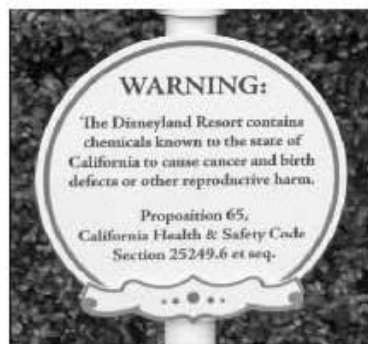 WARNING:
The Disneyland Resort contains
chemicals known to the state of
California to cause cancer and birth
defects or other reproductive harm.
Proposition 65,
California Health & Safety Code
Section 25249.6 et seq.